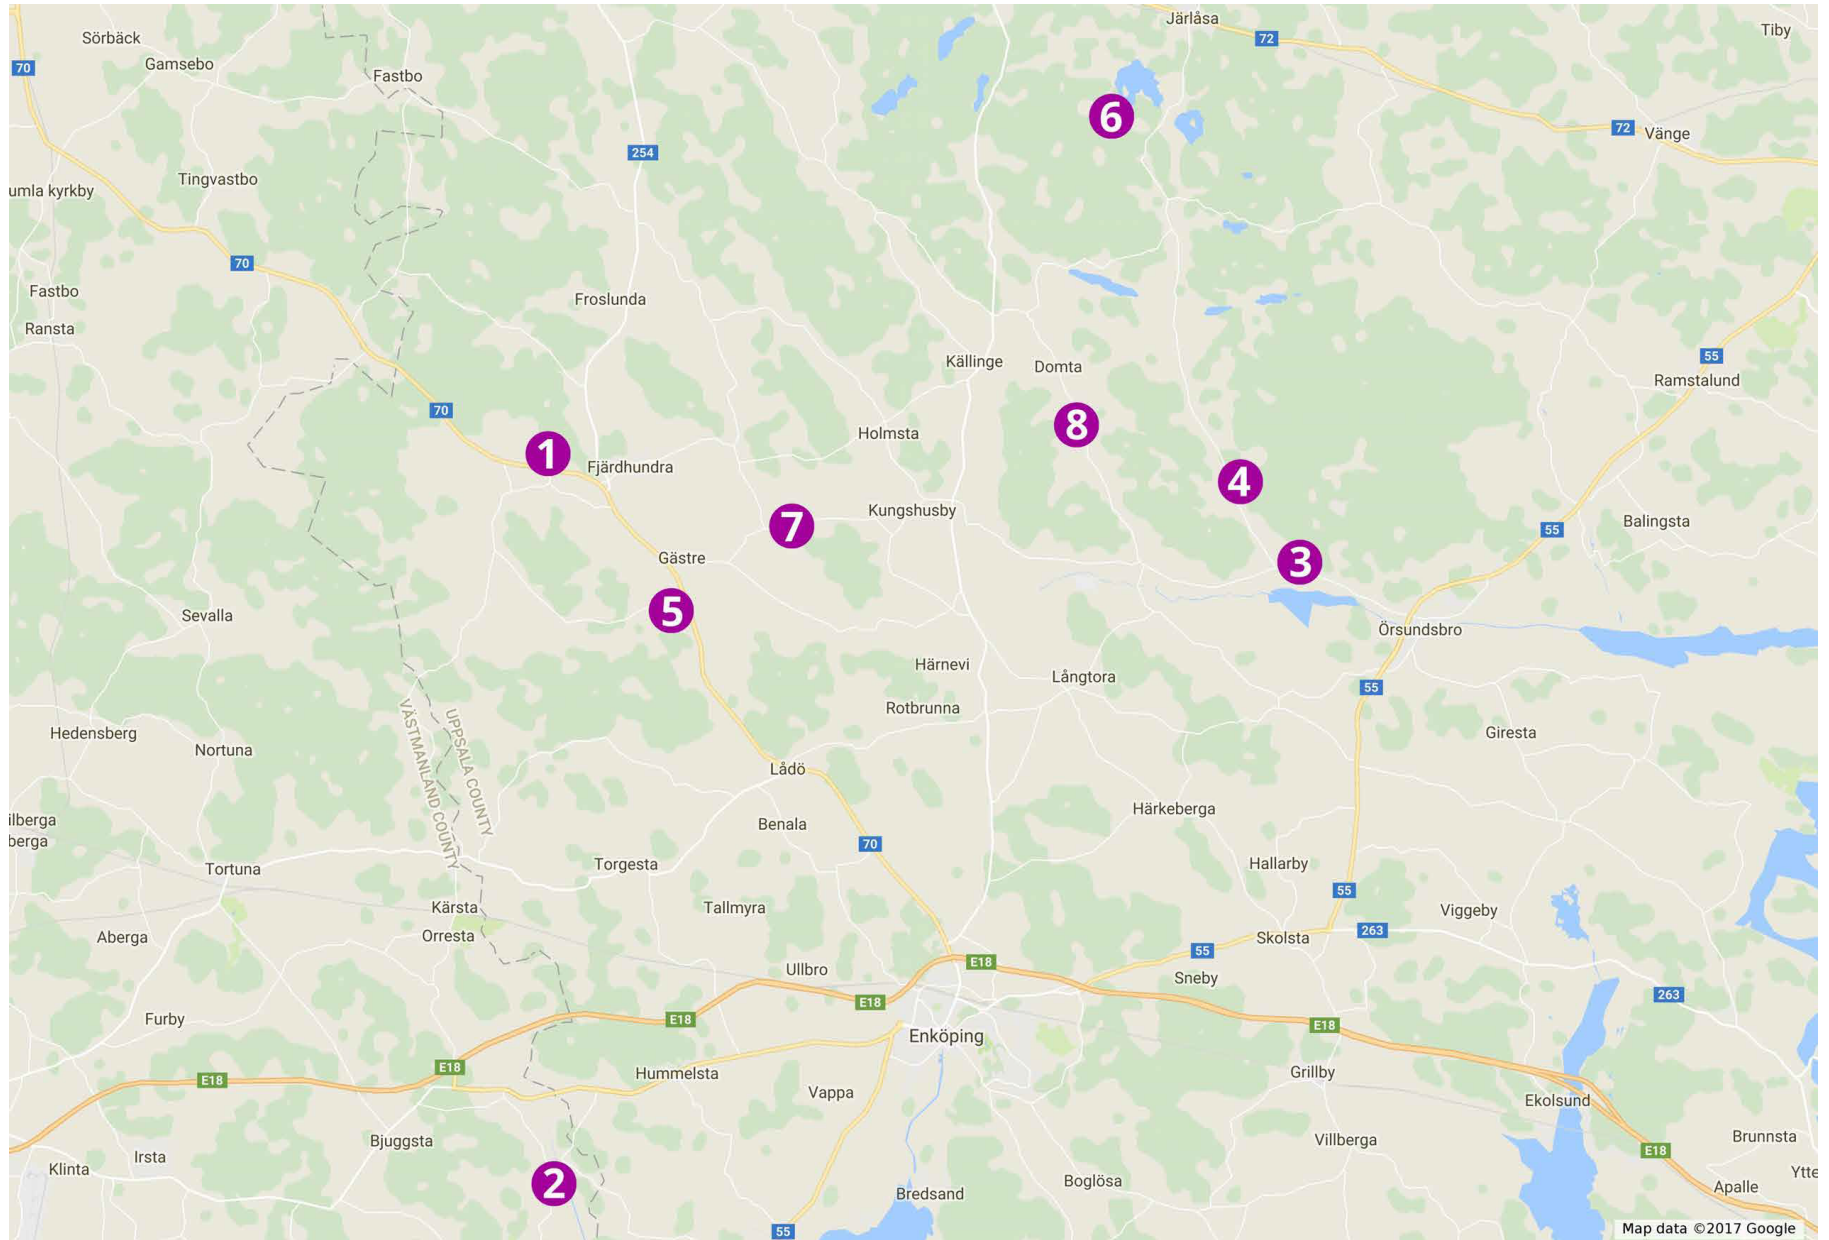 Järlåsa
Tiby
Sörbäck
72
Gamsebo
70
Fastbo
6
72
Vänge
254
Tingvastbo
umla kyrkby
70
Fastbo
Froslunda
Ransta
55
Källinge
Domta
Ramstalund
70
8
Holmsta
1
Fjärdhundra
4
Kungshusby
7
Balingsta
55
Gästre
3
5
Sevalla
Örsundsbro
Härnevi
Långtora
55
Rotbrunna
Hedensberg
Nortuna
VÄSTMANLAND COUNTY
UPPSALA COUNTY
Giresta
Lådö
Härkeberga
ilberga
berga
Benala
70
Torgesta
Hallarby
Tortuna
55
Kärsta
Tallmyra
Viggeby
Aberga
Orresta
263
Skolsta
55
E18
Ullbro
Sneby
263
E18
Furby
E18
E18
Enköping
E18
Hummelsta
Grillby
E18
Vappa
Ekolsund
Bjuggsta
Villberga
Brunnsta
E18
Irsta
Klinta
Ytte
2
Boglösa
Bredsand
Apalle
55
Map data ©2017 Google